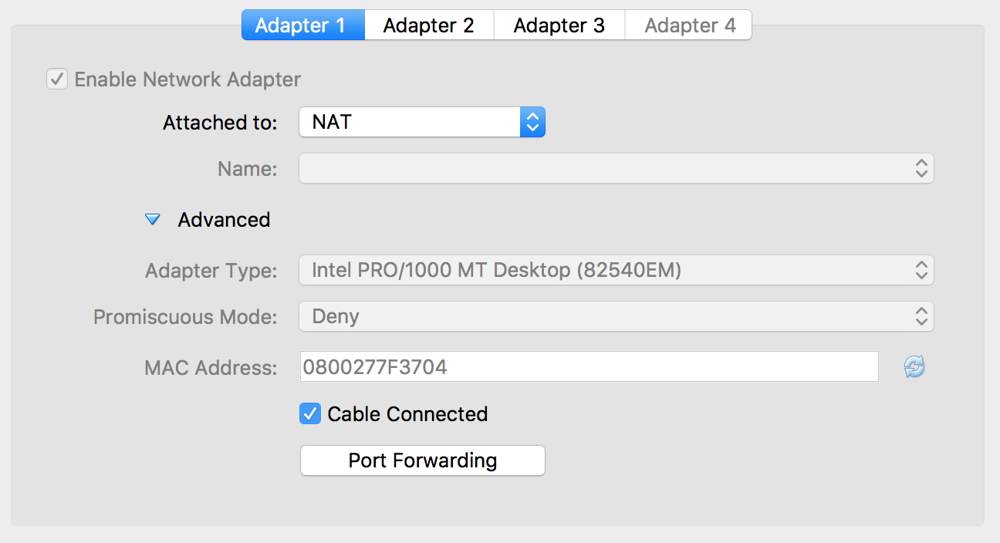 Adapter 1 Adapter 2 Adapter 3 Adapter 4
Enable Network Adapter
Attached to: NAT
Name:
Advanced
Adapter Type: Intel PRO/1000 MT Desktop (82540EM)
Promiscuous Mode: Deny
MAC Address: 0800277F3704
Cable Connected
Port Forwarding